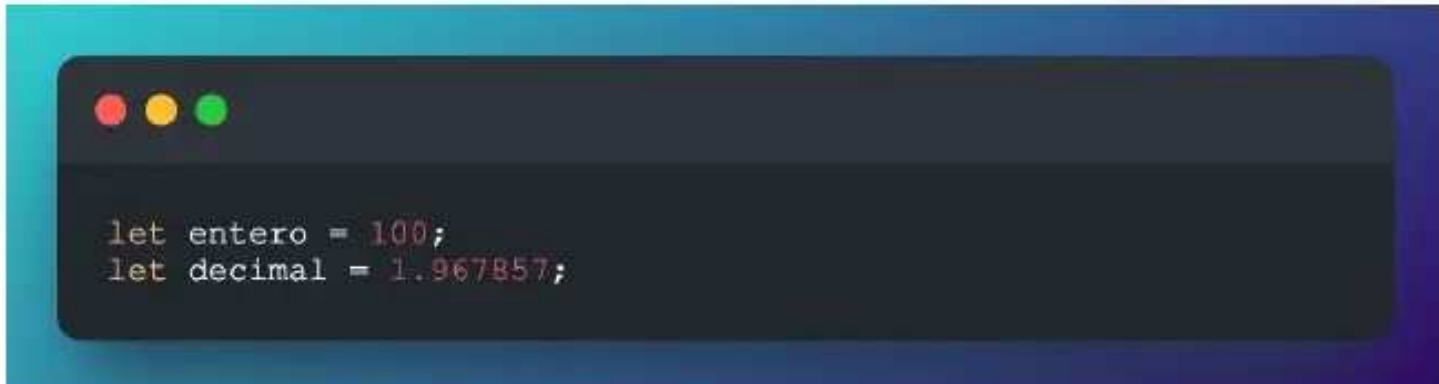 let entero = 100;
let decimal = 1.967857;